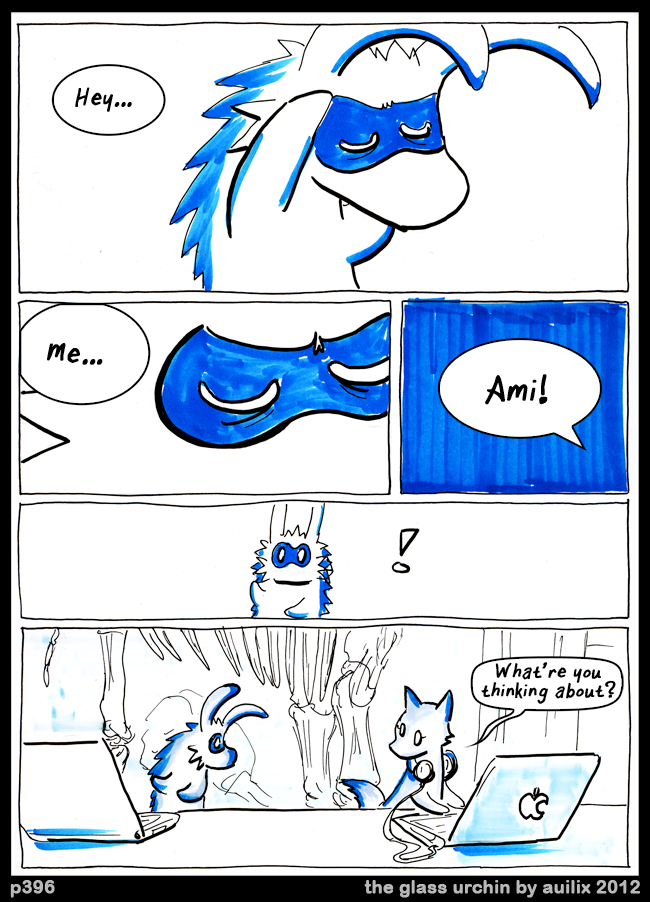 Hey...
me...
Ami!
!
What're you
thinking about?
p396
the glass urchin by auilix 2012